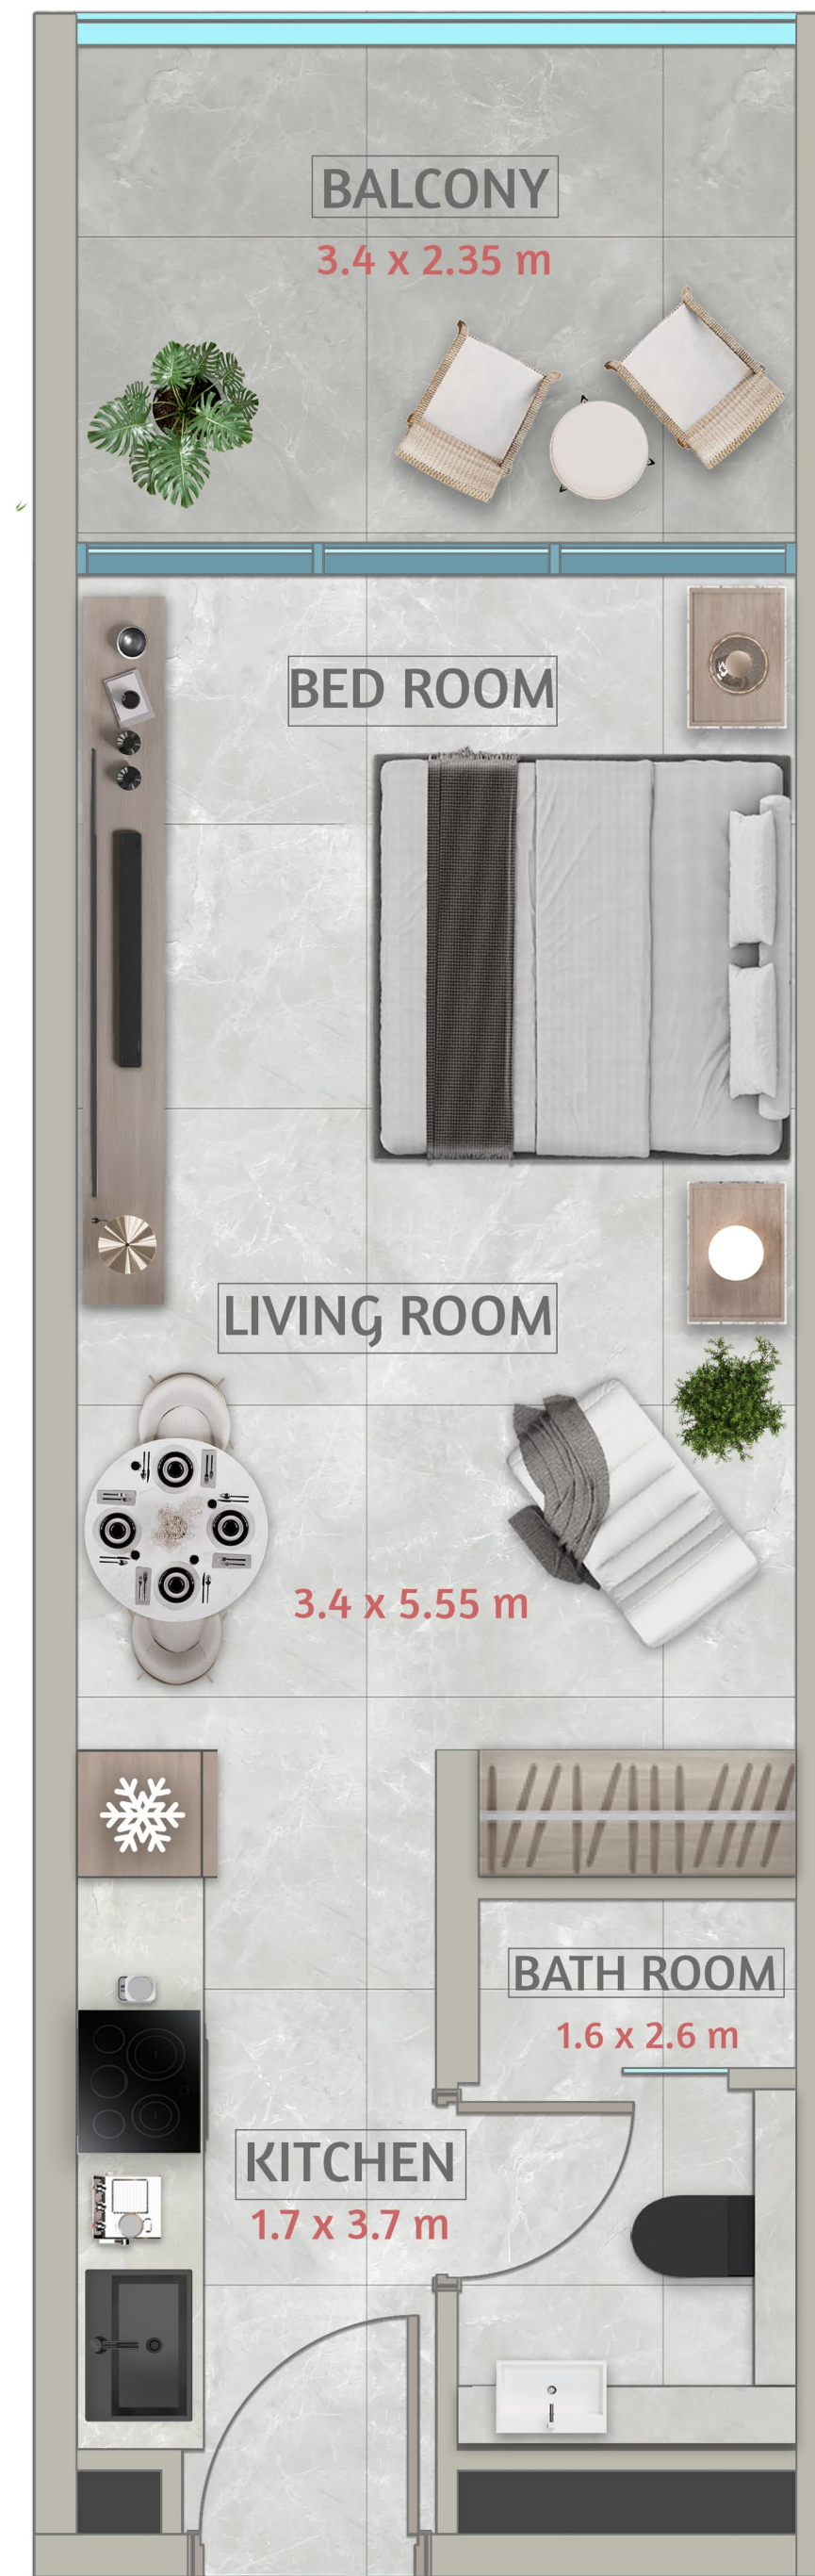 BALCONY
3.4 x 2.35 m
BED ROOM
LIVING ROOM
3.4 x 5.55 m
BATH ROOM
1.6 x 2.6 m
KITCHEN
1.7 x 3.7 m